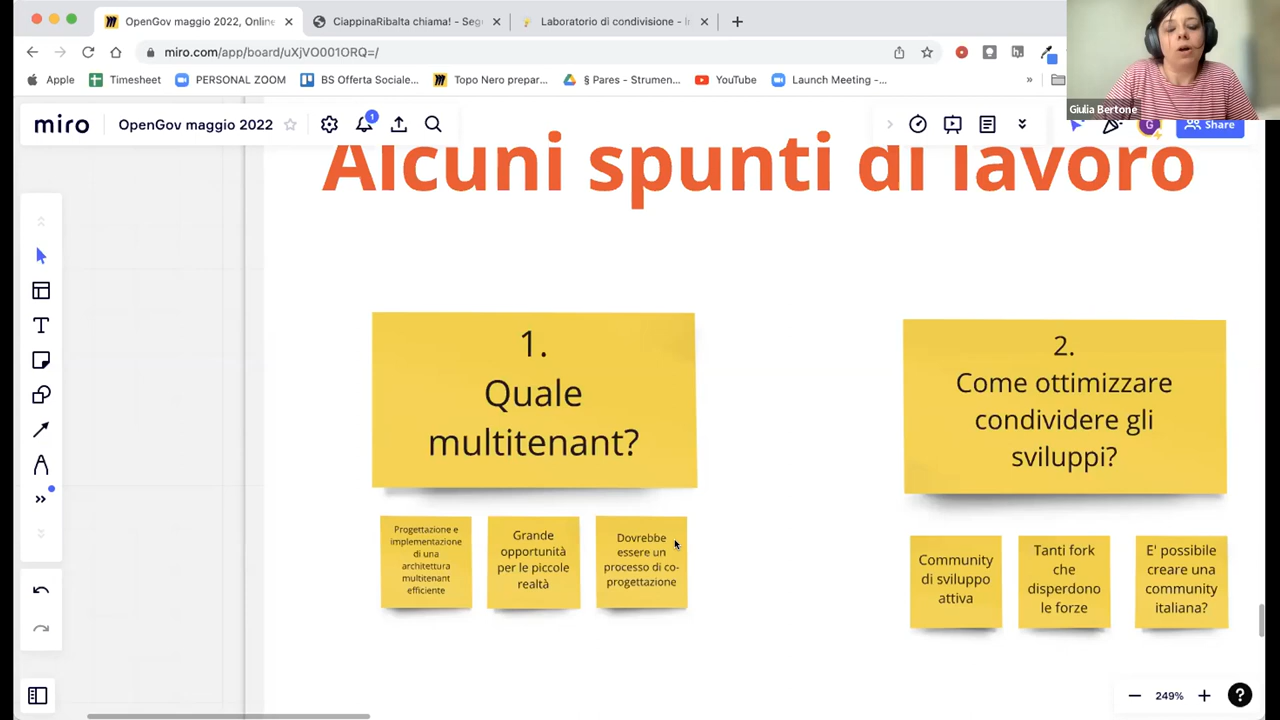 OpenGov maggio 2022, Online
CiappinaRibalta chiama! - Seg
Laboratorio di condivisione - In
miro.com/app/board/uXjVO001ORQ=/
Apple
Timesheet
PERSONAL ZOOM
BS Offerta Sociale...
Topo Nero prepar...
§ Pares - Strumen...
YouTube
Launch Meeting -...
»
Giulia Bertone
miro
OpenGov maggio 2022
1
G
Share
Alcuni spunti di lavoro
1.
Quale
multitenant?
Progettazione e
implementazione
di una
architettura
multitenant
efficiente
Grande
opportunità
per le piccole
realtà
Dovrebbe
essere un
processo di co-
progettazione
2.
Come ottimizzare
condividere gli
sviluppi?
Community
di sviluppo
attiva
Tanti fork
che
disperdono
le forze
E' possibile
creare una
community
italiana?
249%